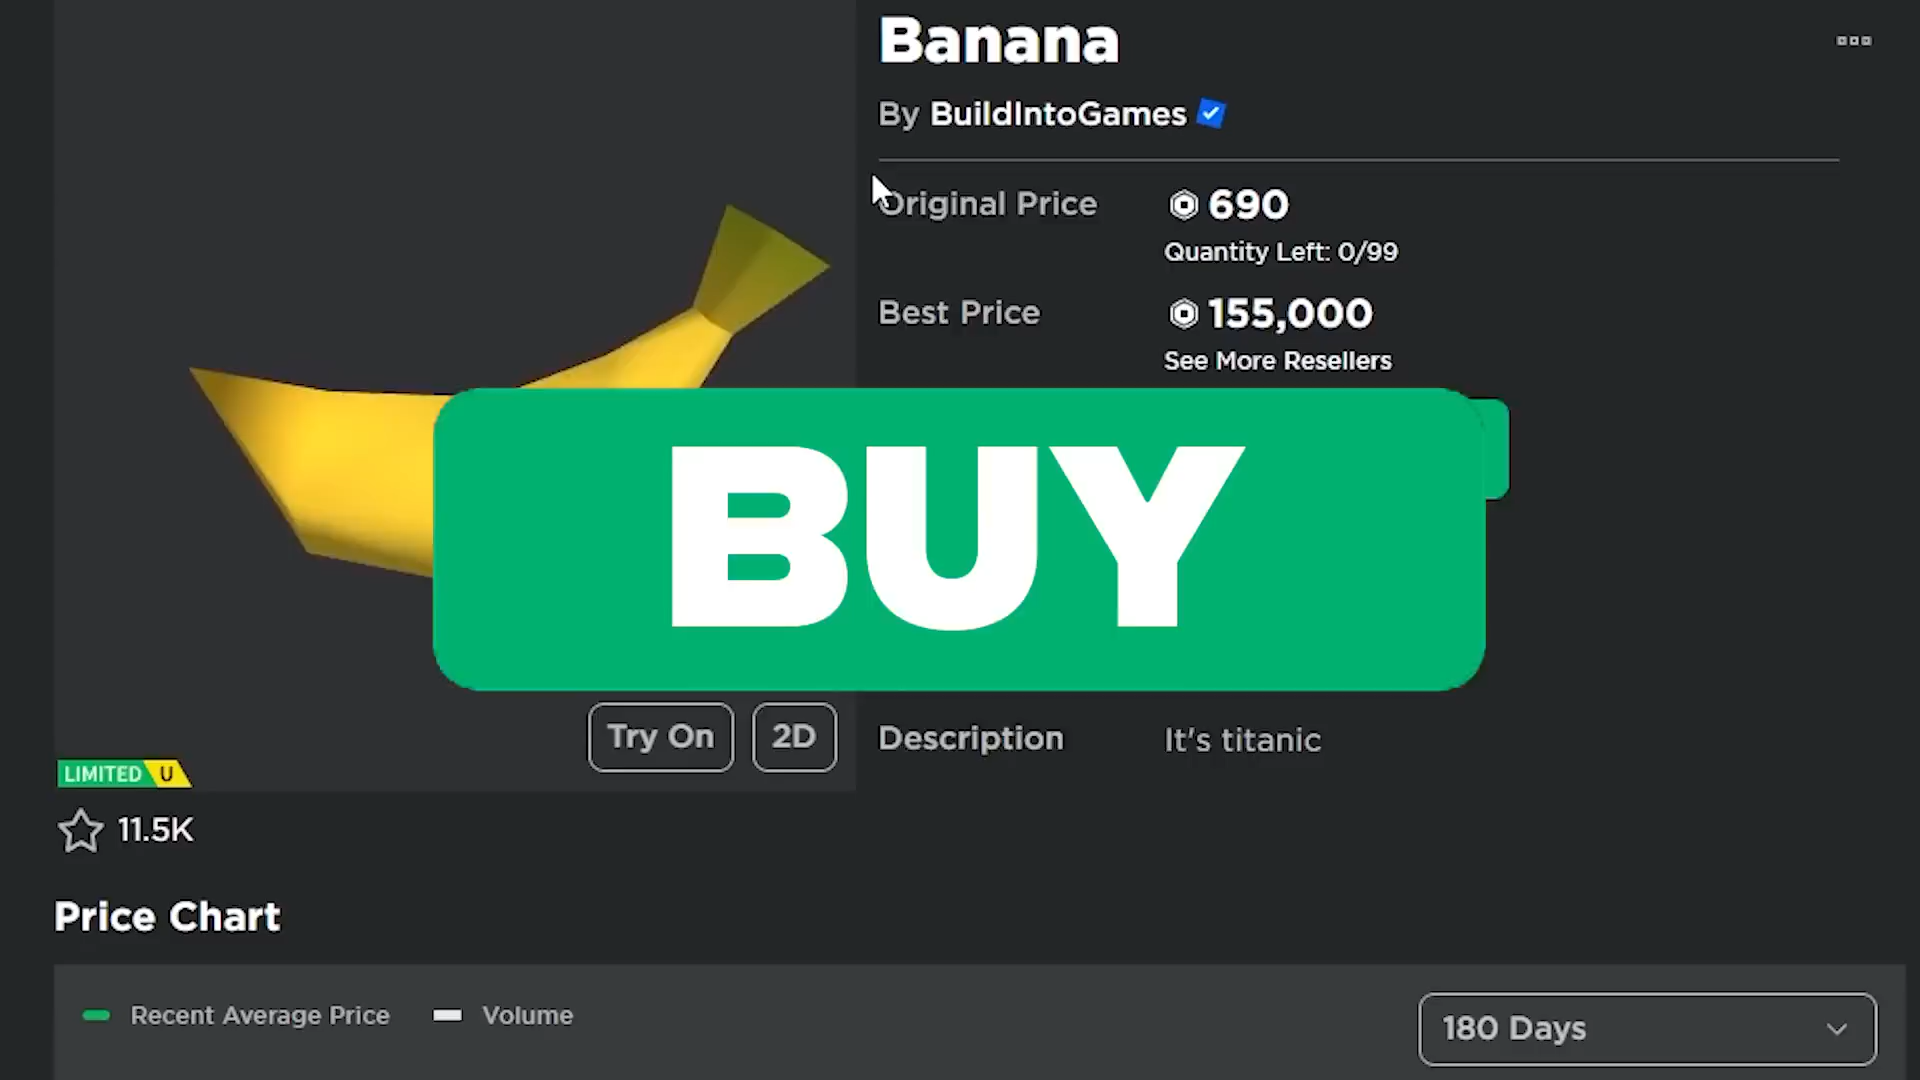 Banana
By BuildIntoGames
Original Price 690
Quantity Left: 0/99
Best Price 155,000
See More Resellers
BUY
Try On 2D
Description It's titanic
LIMITED U
11.5K
Price Chart
Recent Average Price Volume
180 Days